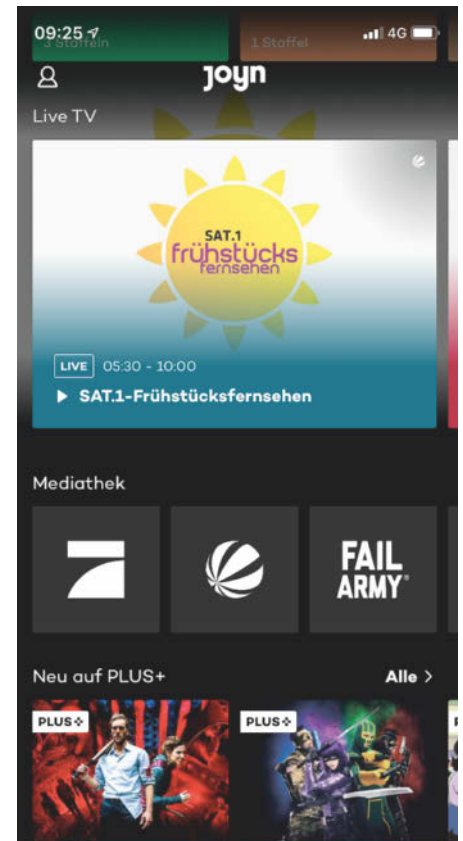 09:25
4G
3 Staffeln
1 Staffel
joyn
Live TV
SAT.1
frühstücks
fernsehen
LIVE 05:30 - 10:00
SAT.1-Frühstücksfernsehen
Mediathek
FAIL
ARMY
Neu auf PLUS+
Alle >
PLUS+
PLUS+